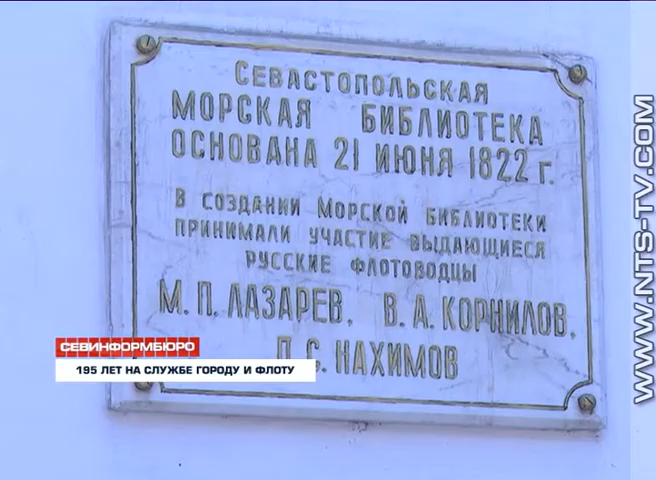 СЕВАСТОПОЛЬСКАЯ
МОРСКАЯ БИБЛИОТЕКА
ОСНОВАНА 21 ИЮНЯ 1822 г.
В СОЗДАНИИ МОРСКОЙ БИБЛИОТЕКИ
ПРИНИМАЛИ УЧАСТИЕ ВЫДАЮЩИЕСЯ
РУССКИЕ ФЛОТОВОДЦЫ
М. П. ЛАЗАРЕВ, В. А. КОРНИЛОВ,
П. С. НАХИМОВ
СЕВИНФОРМБЮРО
195 ЛЕТ НА СЛУЖБЕ ГОРОДУ И ФЛОТУ
WWW.NTS-TV.COM